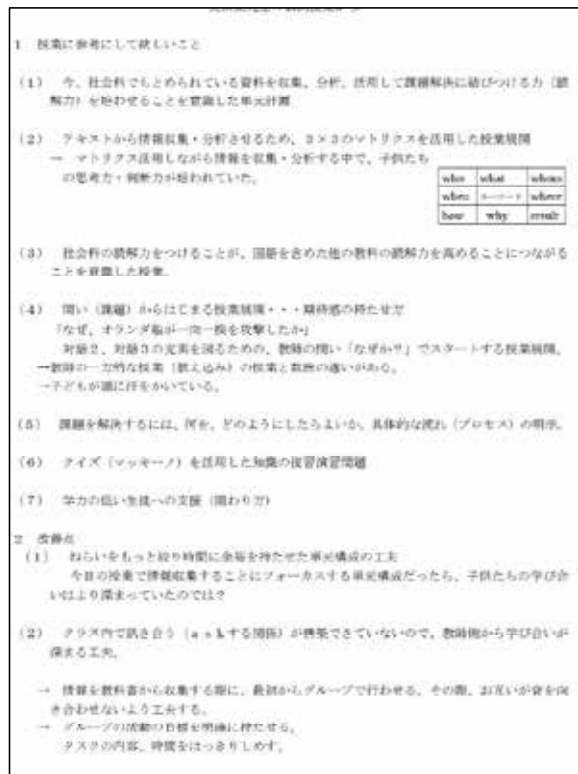 1 授業に参考にして欲しいこと
(1) 今、社会科でもとめられている資料を収集、分析、活用して課題解決に結びつける力（読
解力）を培わせることを意識した単元計画
(2) テキストから情報収集・分析させるため、3×3のマトリクスを活用した授業展開
→ マトリクス活用しながら情報を収集・分析する中で、子供たち
の思考力・判断力が培われていた。
who what whom
when キーワード where
how why result
(3) 社会科の読解力をつけることが、国語を含めた他の教科の読解力を高めることにつながる
ことを意識した授業。
(4) 問い（課題）からはじまる授業展開・・・期待感の持たせ方
「なぜ、オランダ船が一向一揆を攻撃したか」
対話2、対話3の充実を図るための、教師の問い「なぜか？」でスタートする授業展開。
→教師の一方的な授業（教え込み）の授業と数段の違いがある。
→子どもが頭に汗をかいている。
(5) 課題を解決するには、何を、どのようにしたらよいか、具体的な流れ（プロセス）の明示。
(6) クイズ（マッキーノ）を活用した知識の復習演習問題
(7) 学力の低い生徒への支援（関わり方）
2 改善点
(1) ねらいをもっと絞り時間に余裕を持たせた単元構成の工夫
今日の授業で情報収集することにフォーカスする単元構成だったら、子供たちの学び合
いはより深まっていたのでは？
(2) クラス内で訊き合う（askする関係）が構築できていないので、教師側から学び合いが
深まる工夫。
→ 情報を教科書から収集する際に、最初からグループで行わせる。その際、お互いが背を向
き合わせないよう工夫する。
→ グループの活動の目標を明確に持たせる。
タスクの内容、時間をはっきりしめす。